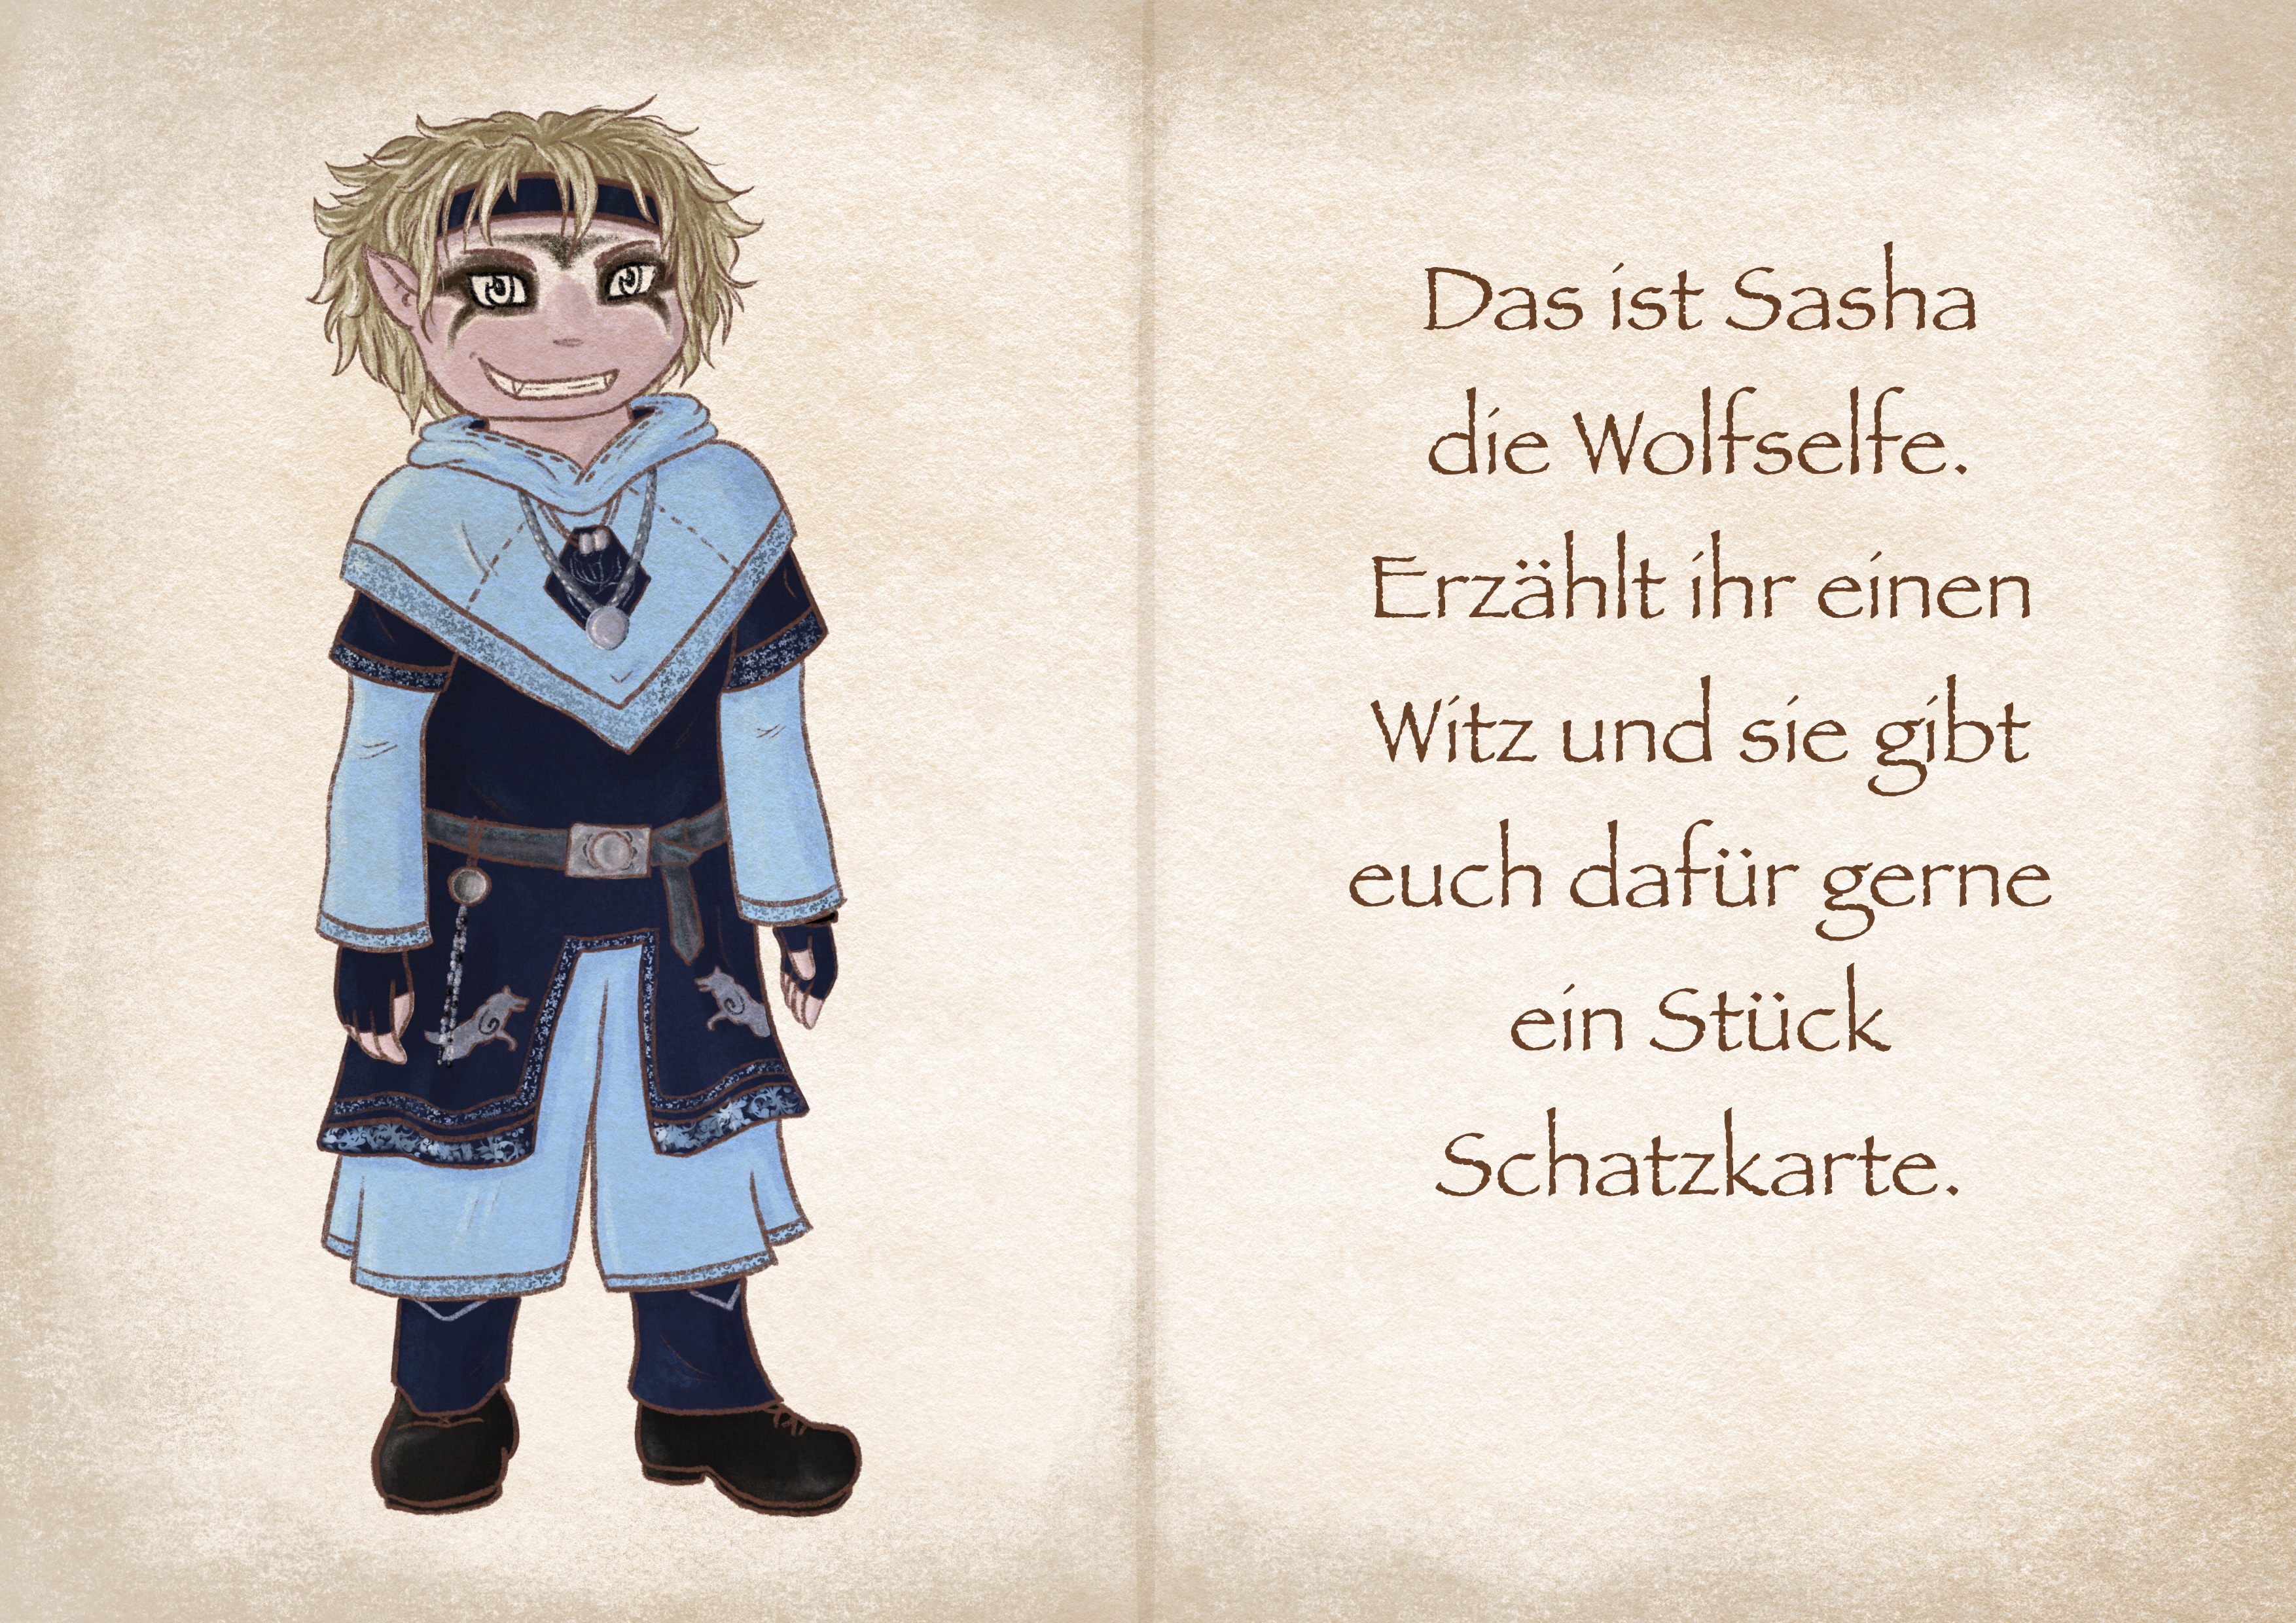 Das ist Sasha
die Wolfselfe.
Erzählt ihr einen
Witz und sie gibt
euch dafür gerne
ein Stück
Schatzkarte.